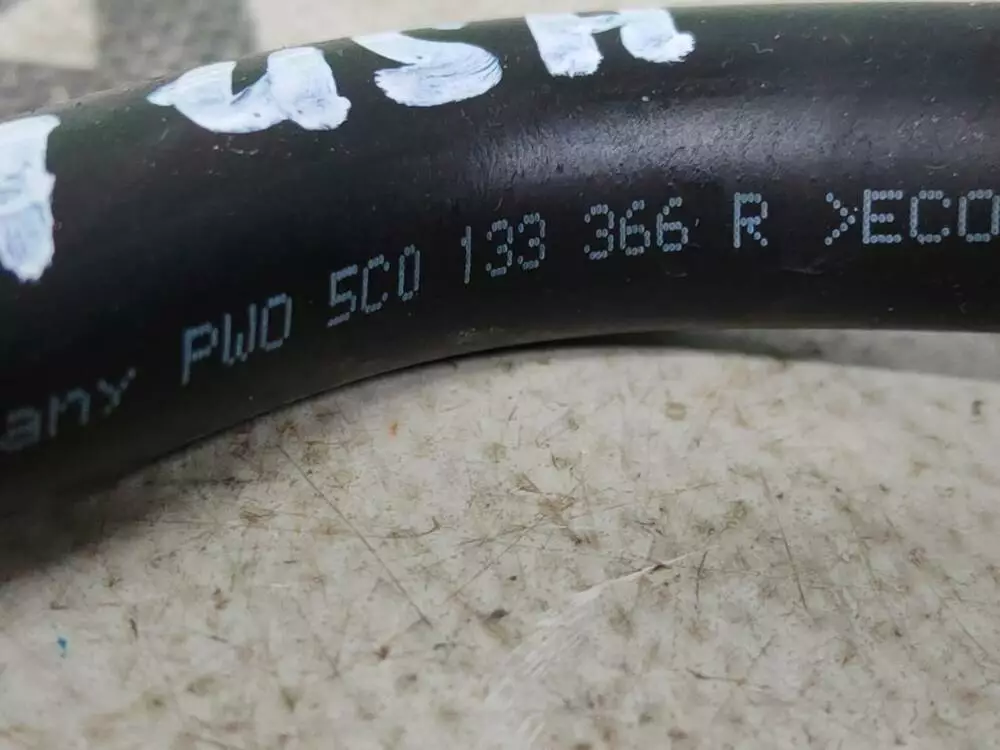 any PWO 5C0 133 366 R >ECO